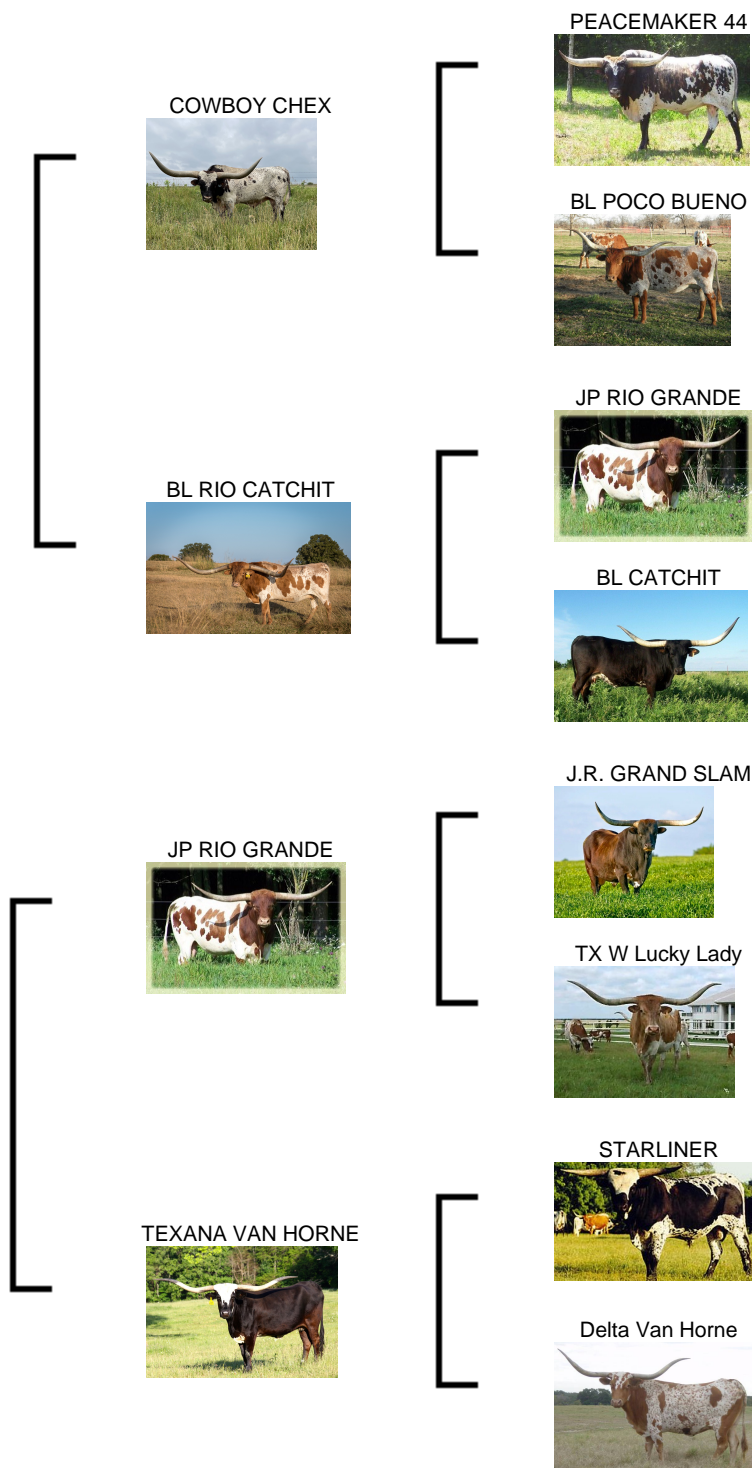 PEACEMAKER 44
COWBOY CHEX
BL POCO BUENO
JP RIO GRANDE
BL RIO CATCHIT
BL CATCHIT
J.R. GRAND SLAM
JP RIO GRANDE
TX W Lucky Lady
STARLINER
TEXANA VAN HORNE
Delta Van Horne